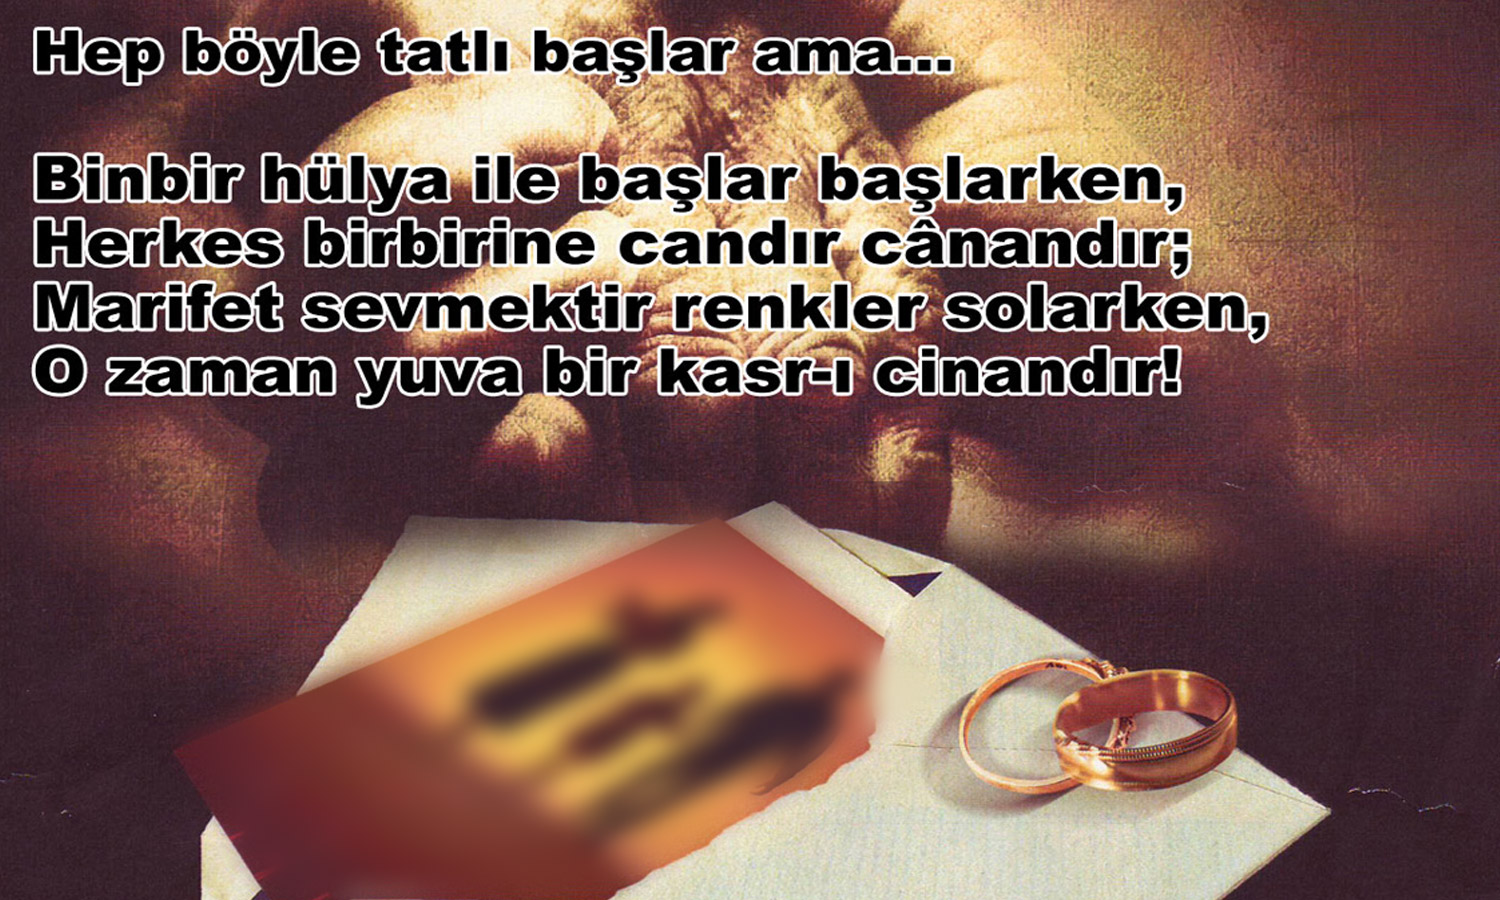 Hep böyle tatlı başlar ama...
Binbir hülya ile başlar başlarken,
Herkes birbirine candır cânandır;
Marifet sevmektir renkler solarken,
O zaman yuva bir kasr-ı cinandır!